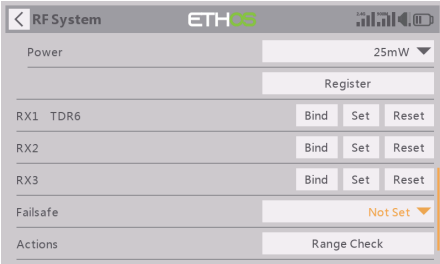 RF System
ETHOS
Power 25mW
Register
RX1 TDR6 Bind Set Reset
RX2 Bind Set Reset
RX3 Bind Set Reset
Failsafe Not Set
Actions Range Check